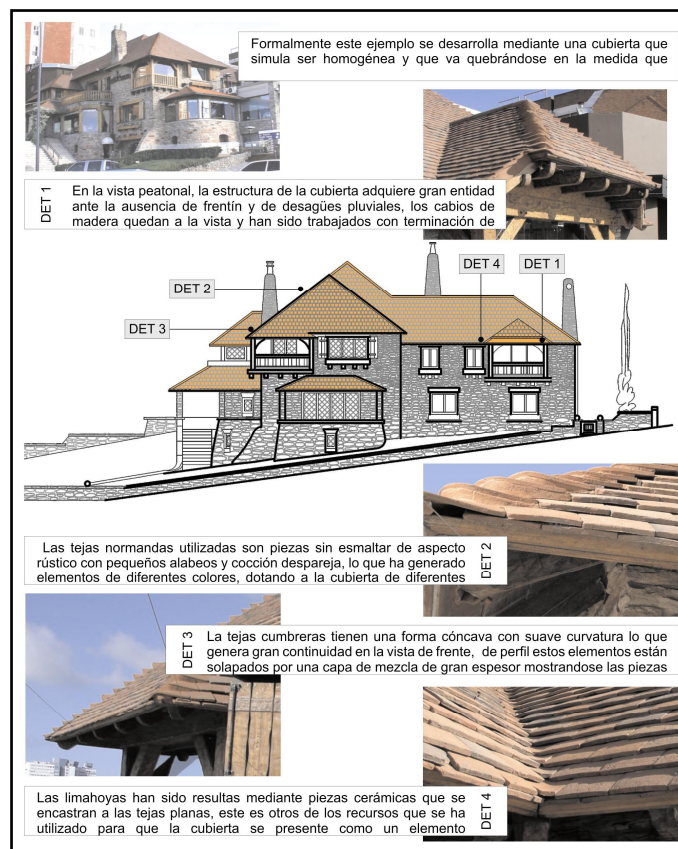 Formalmente este ejemplo se desarrolla mediante una cubierta que
simula ser homogénea y que va quebrándose en la medida que
DET 1
En la vista peatonal, la estructura de la cubierta adquiere gran entidad
ante la ausencia de frentín y de desagües pluviales, los cabios de
madera quedan a la vista y han sido trabajados con terminación de
DET 2
DET 4
DET 1
DET 3
Las tejas normandas utilizadas son piezas sin esmaltar de aspecto
rústico con pequeños alabeos y cocción despareja, lo que ha generado
elementos de diferentes colores, dotando a la cubierta de diferentes
DET 2
DET 3
La tejas cumbreras tienen una forma cóncava con suave curvatura lo que
genera gran continuidad en la vista de frente, de perfil estos elementos están
solapados por una capa de mezcla de gran espesor mostrandose las piezas
Las limahoyas han sido resultas mediante piezas cerámicas que se
encastran a las tejas planas, este es otros de los recursos que se ha
utilizado para que la cubierta se presente como un elemento
DET 4